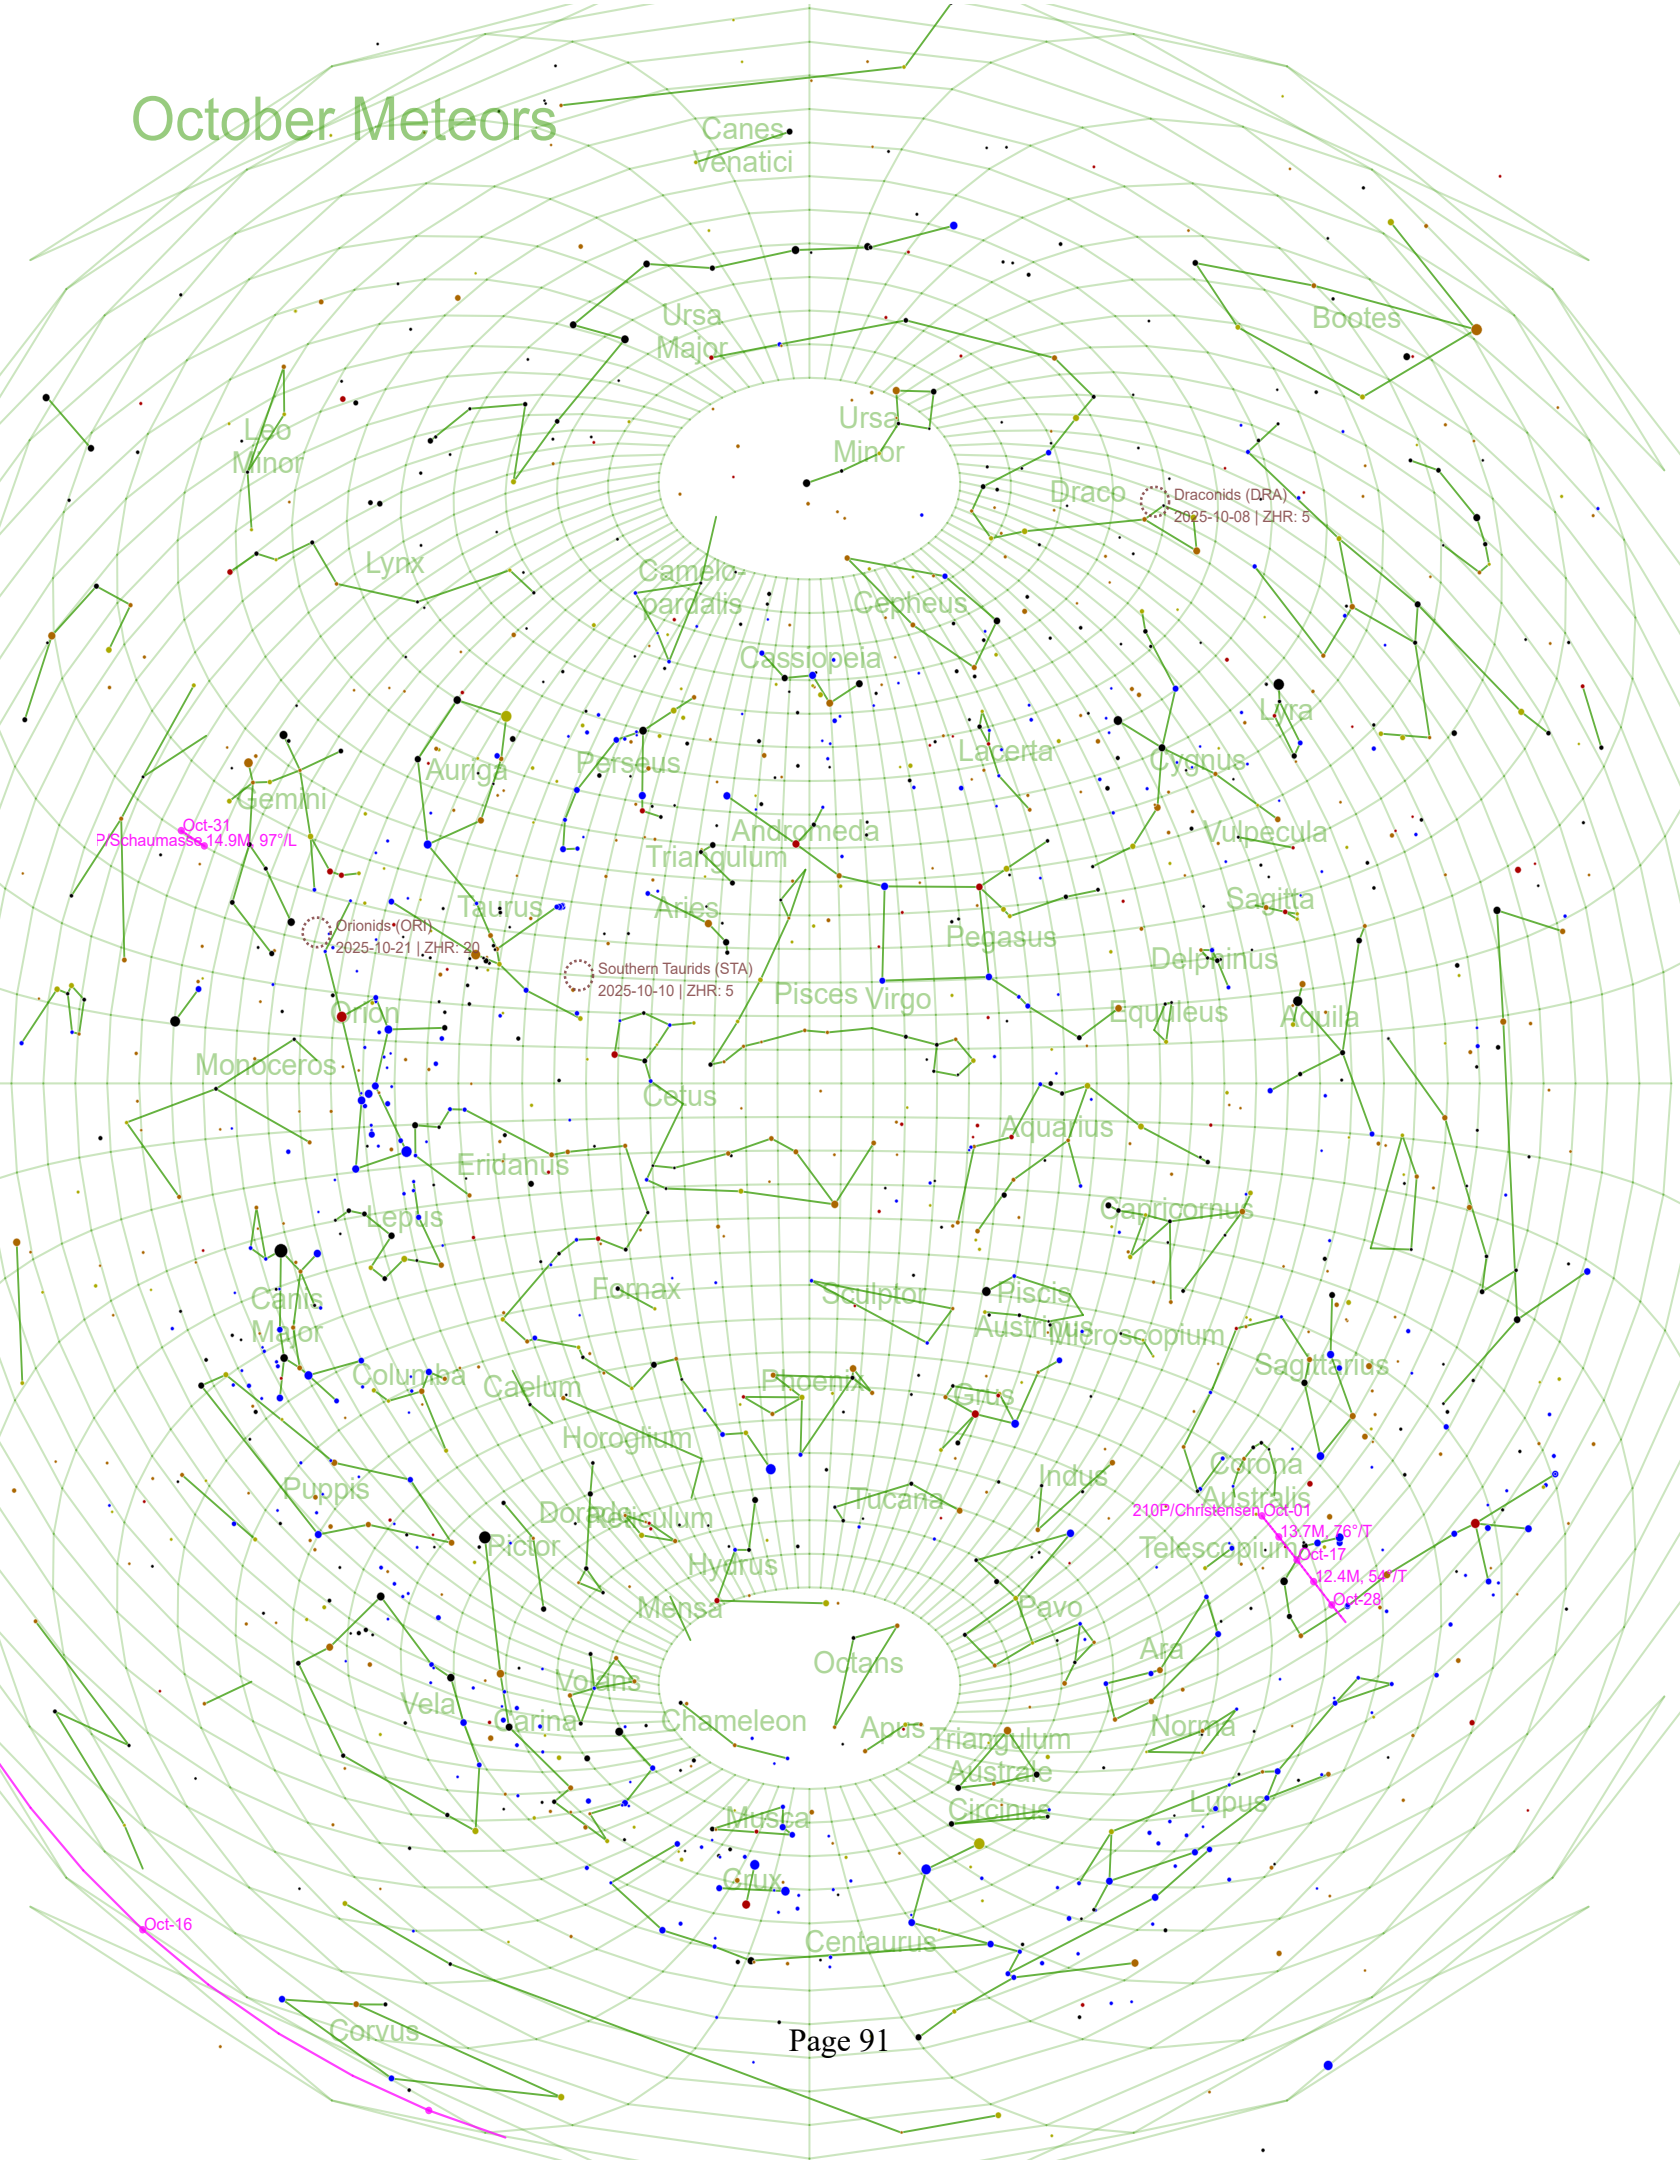 October Meteors
Canes
Venatici
Ursa
Major
Bootes
Ursa
Minor
Leo
Minor
Draco
Draconids (DRA)
2025-10-08 | ZHR: 5
Lynx
Camelo-
pardalis
Cepheus
Cassiopeia
Lyra
Lacerta
Cygnus
Perseus
Auriga
Gemini
Oct-31
P/Schaumasse 14.9M, 97°/L
Andromeda
Triangulum
Vulpecula
Taurus
Aries
Sagitta
Orionids (ORI)
2025-10-21 | ZHR: 20
Pegasus
Delphinus
Southern Taurids (STA)
2025-10-10 | ZHR: 5
Pisces
Virgo
Orion
Equuleus
Aquila
Monoceros
Cetus
Aquarius
Eridanus
Lepus
Capricornus
Fornax
Sculptor
Piscis
Austrinus
Microscopium
Canis
Major
Columba
Caelum
Phoenix
Grus
Sagittarius
Horoglium
Puppis
Indus
Corona
Australis
Dorado
Reticulum
Tucana
210P/Christensen
Oct-01
13.7M, 76°/T
Pictor
Hydrus
Telescopium
Oct-17
12.4M, 54°/T
Oct-28
Mensa
Pavo
Ara
Octans
Volans
Vela
Carina
Chameleon
Apus
Triangulum
Australe
Norma
Circinus
Lupus
Musca
Crux
Oct-16
Centaurus
Corvus
Page 91